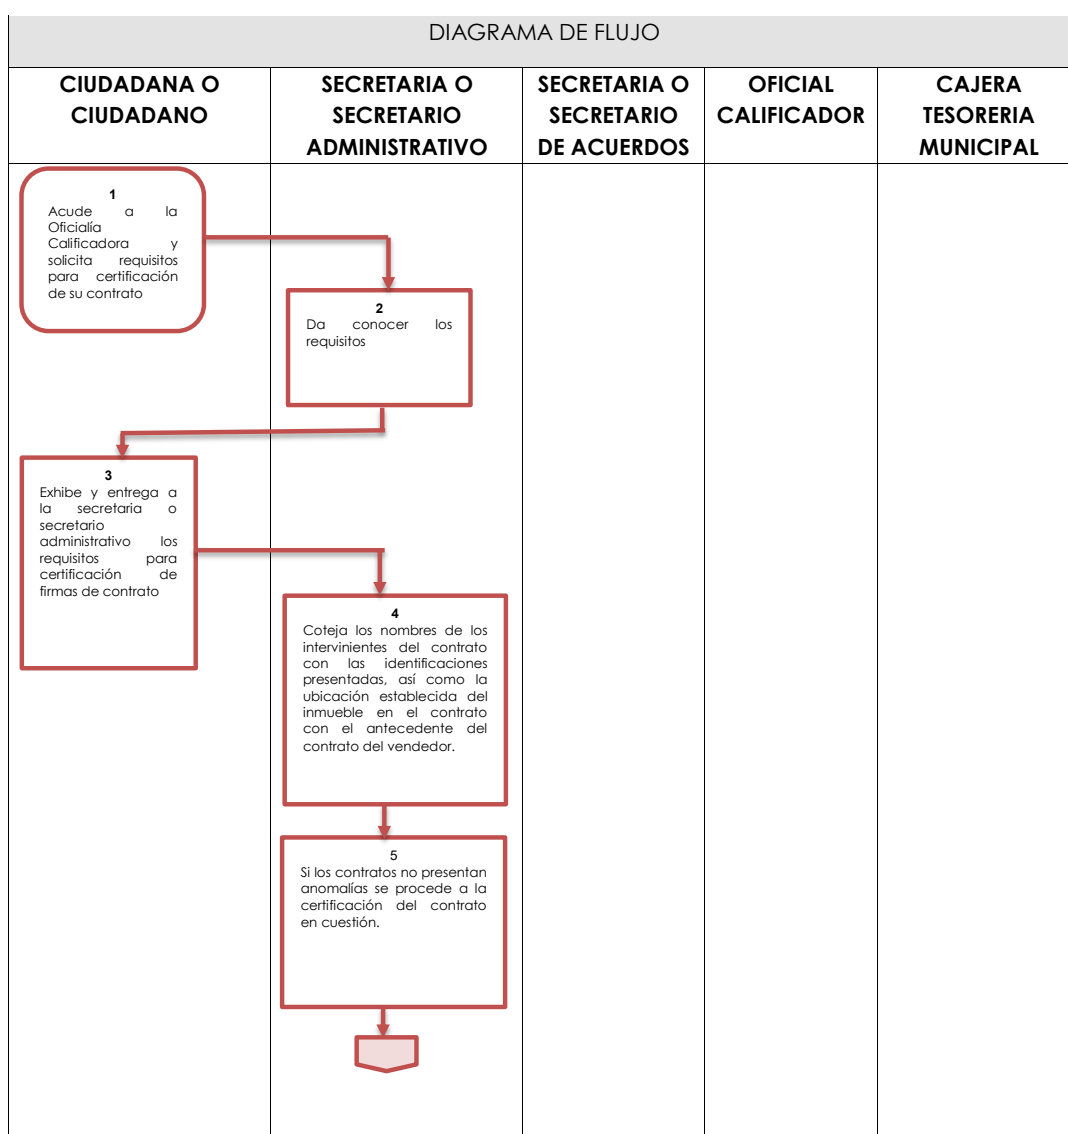 DIAGRAMA DE FLUJO
CIUDADANA O
CIUDADANO
SECRETARIA O
SECRETARIO
ADMINISTRATIVO
SECRETARIA O
SECRETARIO
DE ACUERDOS
OFICIAL
CALIFICADOR
CAJERA
TESORERIA
MUNICIPAL
1
Acude a la
Oficialía
Calificadora y
solicita requisitos
para certificación
de su contrato
2
Da conocer los
requisitos
3
Exhibe y entrega a
la secretaria o
secretario
administrativo los
requisitos para
certificación de
firmas de contrato
4
Coteja los nombres de los
intervinientes del contrato
con las identificaciones
presentadas, así como la
ubicación establecida del
inmueble en el contrato
con el antecedente del
contrato del vendedor.
5
Si los contratos no presentan
anomalías se procede a la
certificación del contrato
en cuestión.